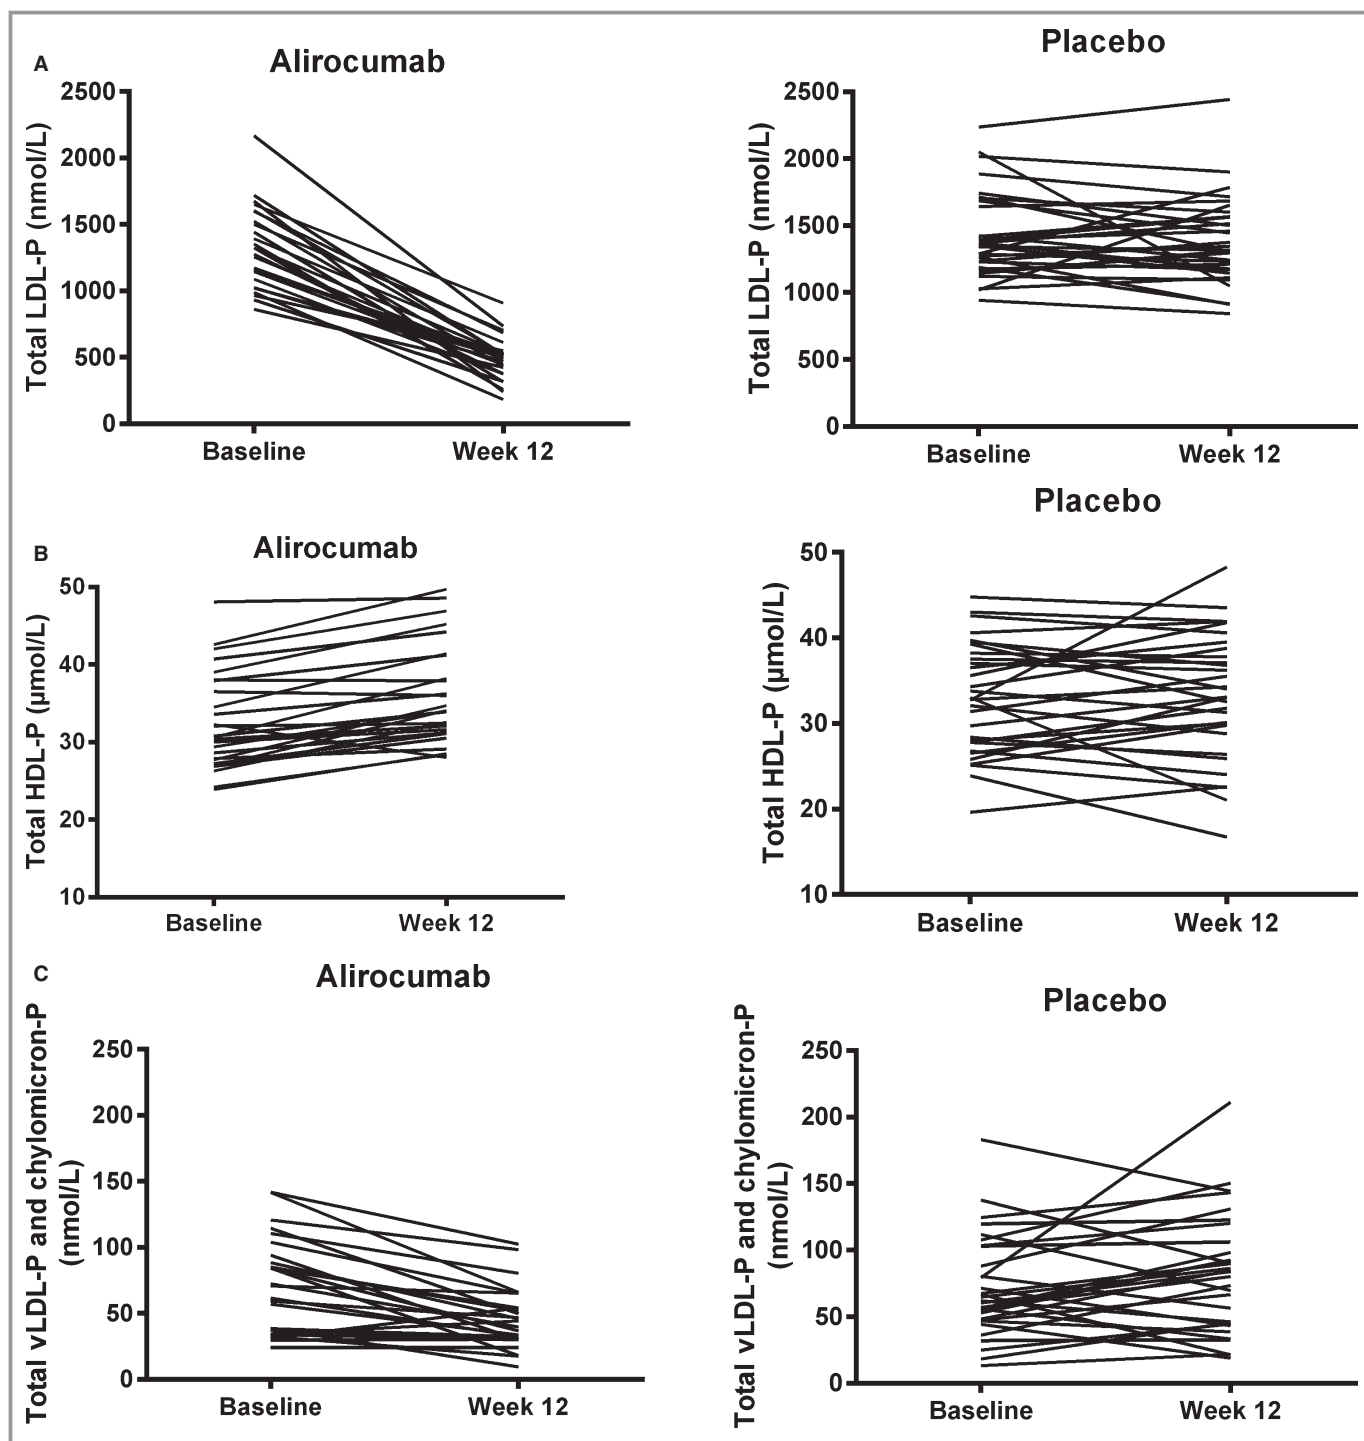 A
Alirocumab
Placebo
Total LDL-P (nmol/L)
2500
2000
1500
1000
500
0
Baseline
Week 12
Total LDL-P (nmol/L)
2500
2000
1500
1000
500
0
Baseline
Week 12
B
Alirocumab
Placebo
Total HDL-P (µmol/L)
50
40
30
20
10
Baseline
Week 12
Total HDL-P (µmol/L)
50
40
30
20
10
Baseline
Week 12
C
Alirocumab
Placebo
Total vLDL-P and chylomicron-P
(nmol/L)
250
200
150
100
50
0
Baseline
Week 12
Total vLDL-P and chylomicron-P
(nmol/L)
250
200
150
100
50
0
Baseline
Week 12